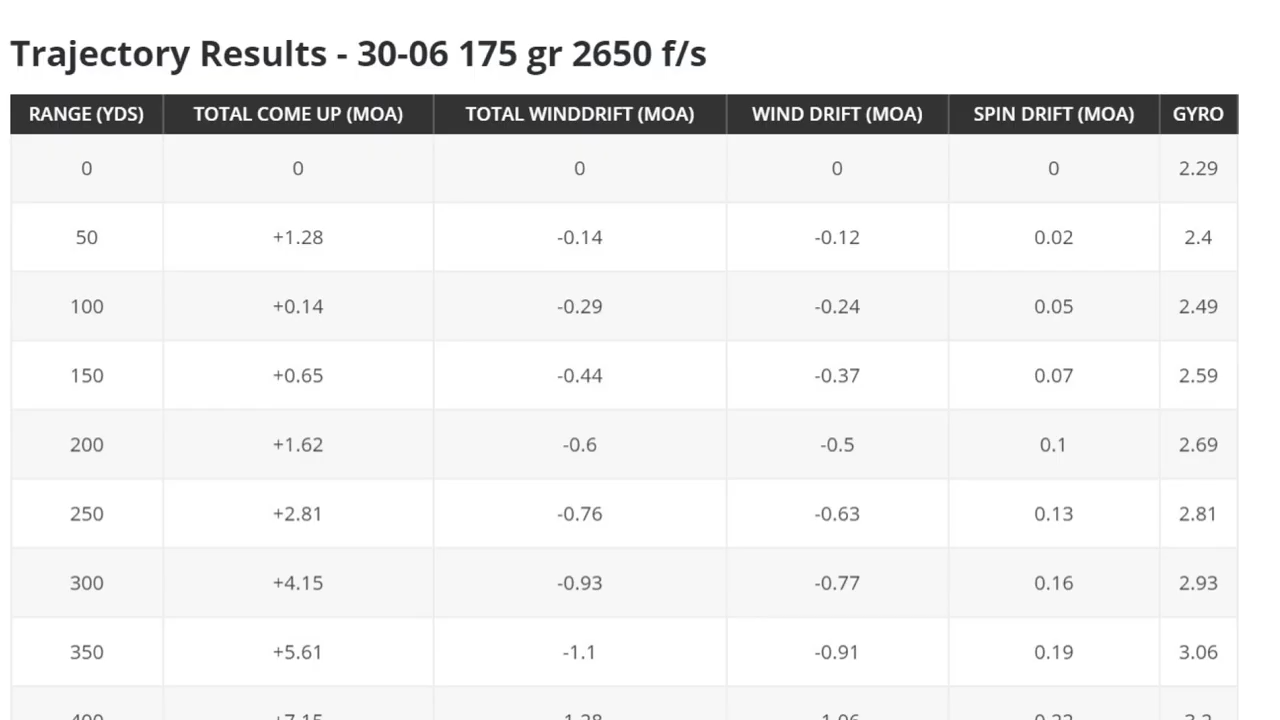 Trajectory Results - 30-06 175 gr 2650 f/s
RANGE (YDS) TOTAL COME UP (MOA) TOTAL WINDDRIFT (MOA) WIND DRIFT (MOA) SPIN DRIFT (MOA) GYRO
0 0 0 0 0 2.29
50 +1.28 -0.14 -0.12 0.02 2.4
100 +0.14 -0.29 -0.24 0.05 2.49
150 +0.65 -0.44 -0.37 0.07 2.59
200 +1.62 -0.6 -0.5 0.1 2.69
250 +2.81 -0.76 -0.63 0.13 2.81
300 +4.15 -0.93 -0.77 0.16 2.93
350 +5.61 -1.1 -0.91 0.19 3.06